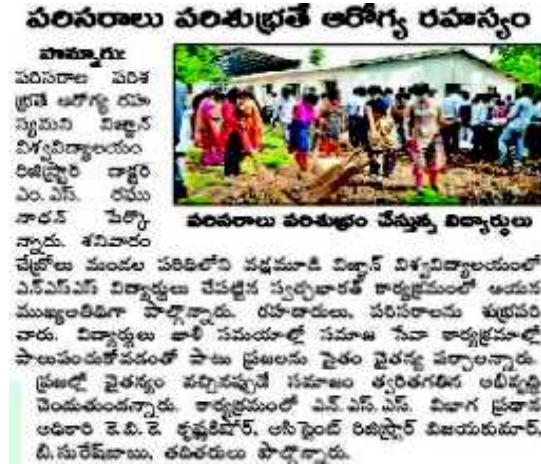 పరిసరాలు పరిశుభ్రతే ఆరోగ్య రహస్యం
పొన్నూరు:
పరిసరాల పరిశ
భ్రతే ఆరోగ్య రహ
స్యమని విజ్ఞాన్
విశ్వవిద్యాలయం
రిజిస్ట్రార్ డాక్టర్
ఎం.ఎస్. రఘు
నాథన్ పేర్కొ
న్నారు. శనివారం
పరిసరాలు పరిశుభ్రం చేస్తున్న విద్యార్థులు
చేబ్రోలు మండల పరిధిలోని వడ్లమూడి విజ్ఞాన్ విశ్వవిద్యాలయంలో
ఎన్ఎస్ఎస్ విద్యార్థులు చేపట్టిన స్వచ్ఛభారత్ కార్యక్రమంలో ఆయన
ముఖ్యఅతిథిగా పాల్గొన్నారు. రహదారులు, పరిసరాలను శుభ్రపరి
చారు. విద్యార్థులు ఖాళీ సమయాల్లో సమాజ సేవా కార్యక్రమాల్లో
పాలుపంచుకోవడంతో పాటు ప్రజలను సైతం చైతన్య పర్చాలన్నారు.
ప్రజల్లో చైతన్యం వచ్చినప్పుడే సమాజం త్వరితగతిన అభివృద్ధి
చెందుతుందన్నారు. కార్యక్రమంలో ఎన్.ఎస్.ఎస్. విభాగ ప్రధాన
అధికారి కె.వి.కె. కృష్ణకిషోర్, అసిస్టెంట్ రిజిస్ట్రార్ విజయకుమార్,
బి.సురేష్‌బాబు, తదితరులు పాల్గొన్నారు.